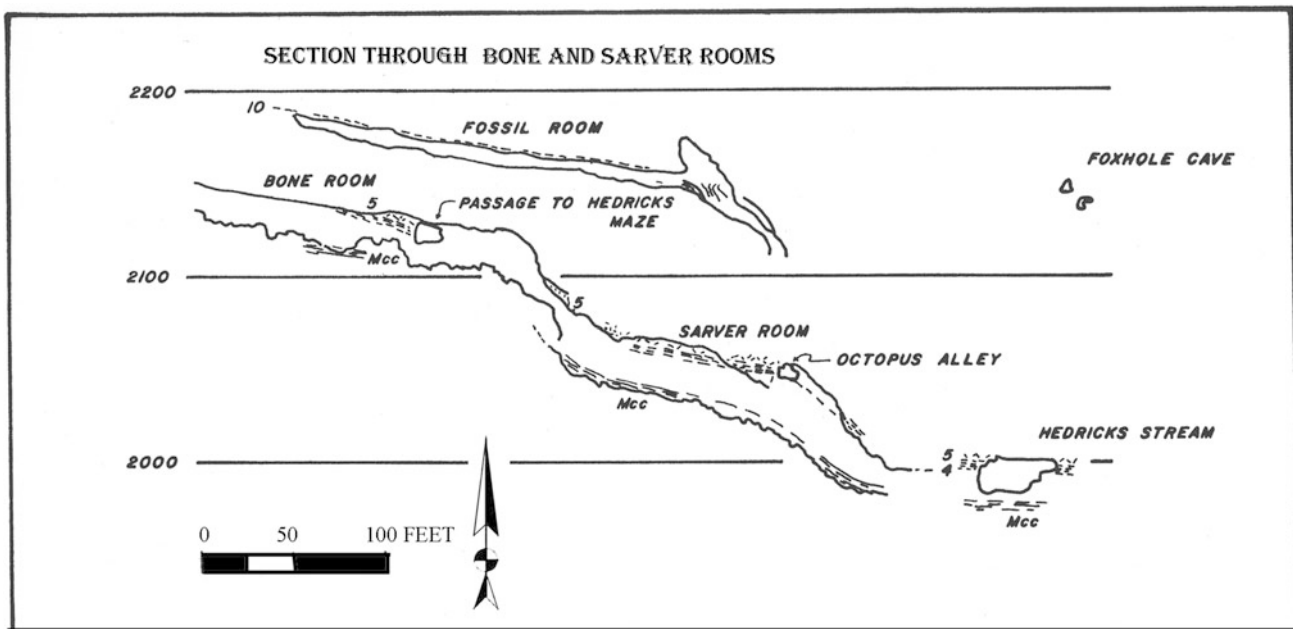 SECTION THROUGH BONE AND SARVER ROOMS
2200
10
FOSSIL ROOM
FOXHOLE CAVE
BONE ROOM
5
PASSAGE TO HEDRICKS
MAZE
Mcc
2100
5
SARVER ROOM
OCTOPUS ALLEY
Mcc
HEDRICKS STREAM
2000
5
4
Mcc
0 50 100 FEET